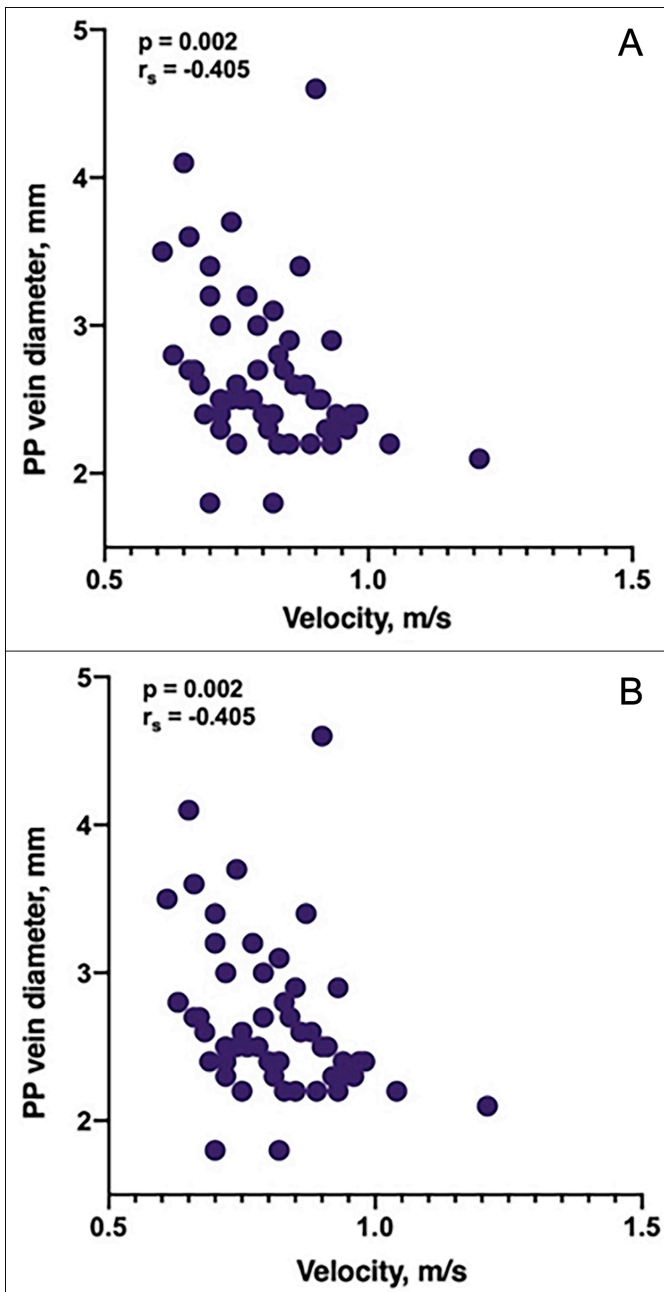 A
p = 0.002
rs = -0.405
5
4
3
2
PP vein diameter, mm
0.5 1.0 1.5
Velocity, m/s
B
p = 0.002
rs = -0.405
5
4
3
2
PP vein diameter, mm
0.5 1.0 1.5
Velocity, m/s